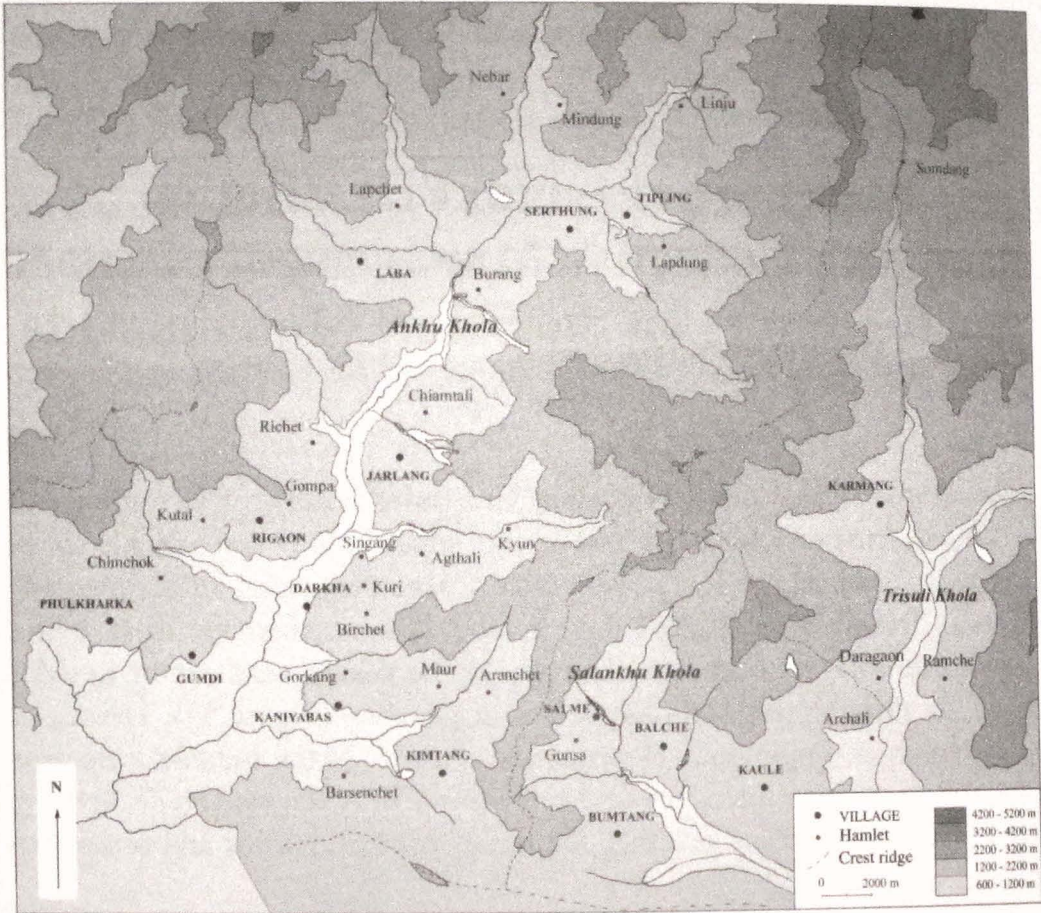 Nebar
Linju
Mindung
Somdang
Lapchet
TIPLING
SERTHUNG
Lapdung
LABA
Burang
Ankhu Khola
Chiamtali
Richet
JARLANG
Gompa
KARMANG
Kutal
RIGAON
Singang
Kyun
Agthali
Chimchok
DARKHA
Kuri
PHULKHARKA
Trisuli Khola
Birchet
Daragaon
Ramche
Maur
Aranchet
Salankhu Khola
GUMDI
Gorkang
SALME
KANIYABAS
BALCHE
Archali
KIMTANG
Gunsa
KAULE
N
Barsenchet
BUMTANG
VILLAGE
Hamlet
Crest ridge
0 2000 m
4200 - 5200 m
3200 - 4200 m
2200 - 3200 m
1200 - 2200 m
600 - 1200 m